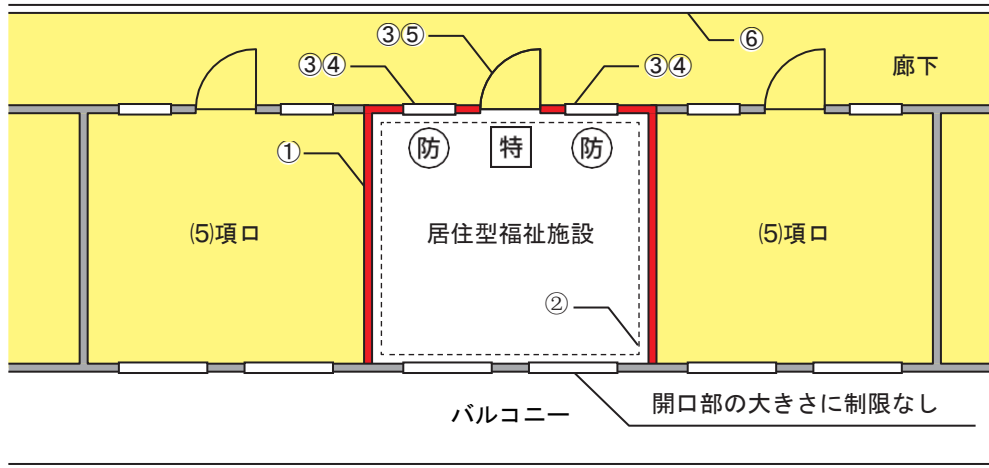 ③⑤
⑥
③④
③④
廊下
防
特
防
①
⑸項ロ
居住型福祉施設
⑸項ロ
②
開口部の大きさに制限なし
バルコニー